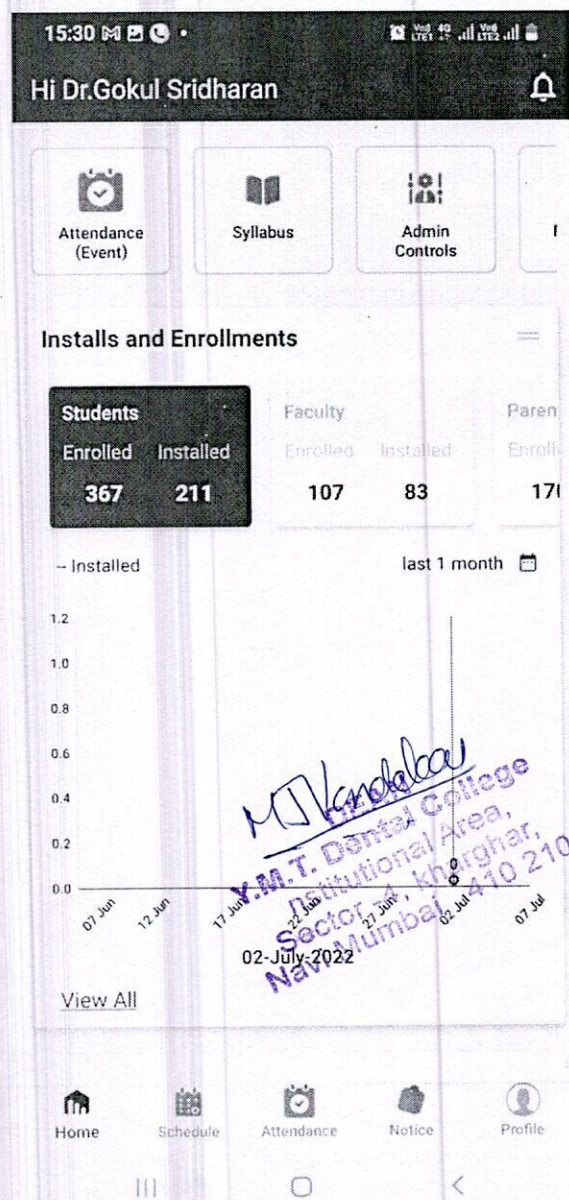 15:30
Hi Dr.Gokul Sridharan
Attendance (Event)
Syllabus
Admin Controls
Installs and Enrollments
Students
Enrolled Installed
367 211
Faculty
Enrolled Installed
107 83
Paren
Enroll
-- Installed
last 1 month
1.2
1.0
0.8
0.6
0.4
0.2
0.0
0
07 Jun
12 Jun
17 Jun
22 Jun
27 Jun
02 Jul
07 Jul
02-July-2022
Y.M.T. Dental College
nstitutional Area,
Sector -4, kharghar,
Navi Mumbai - 410 210
View All
Home
Schedule
Attendance
Notice
Profile